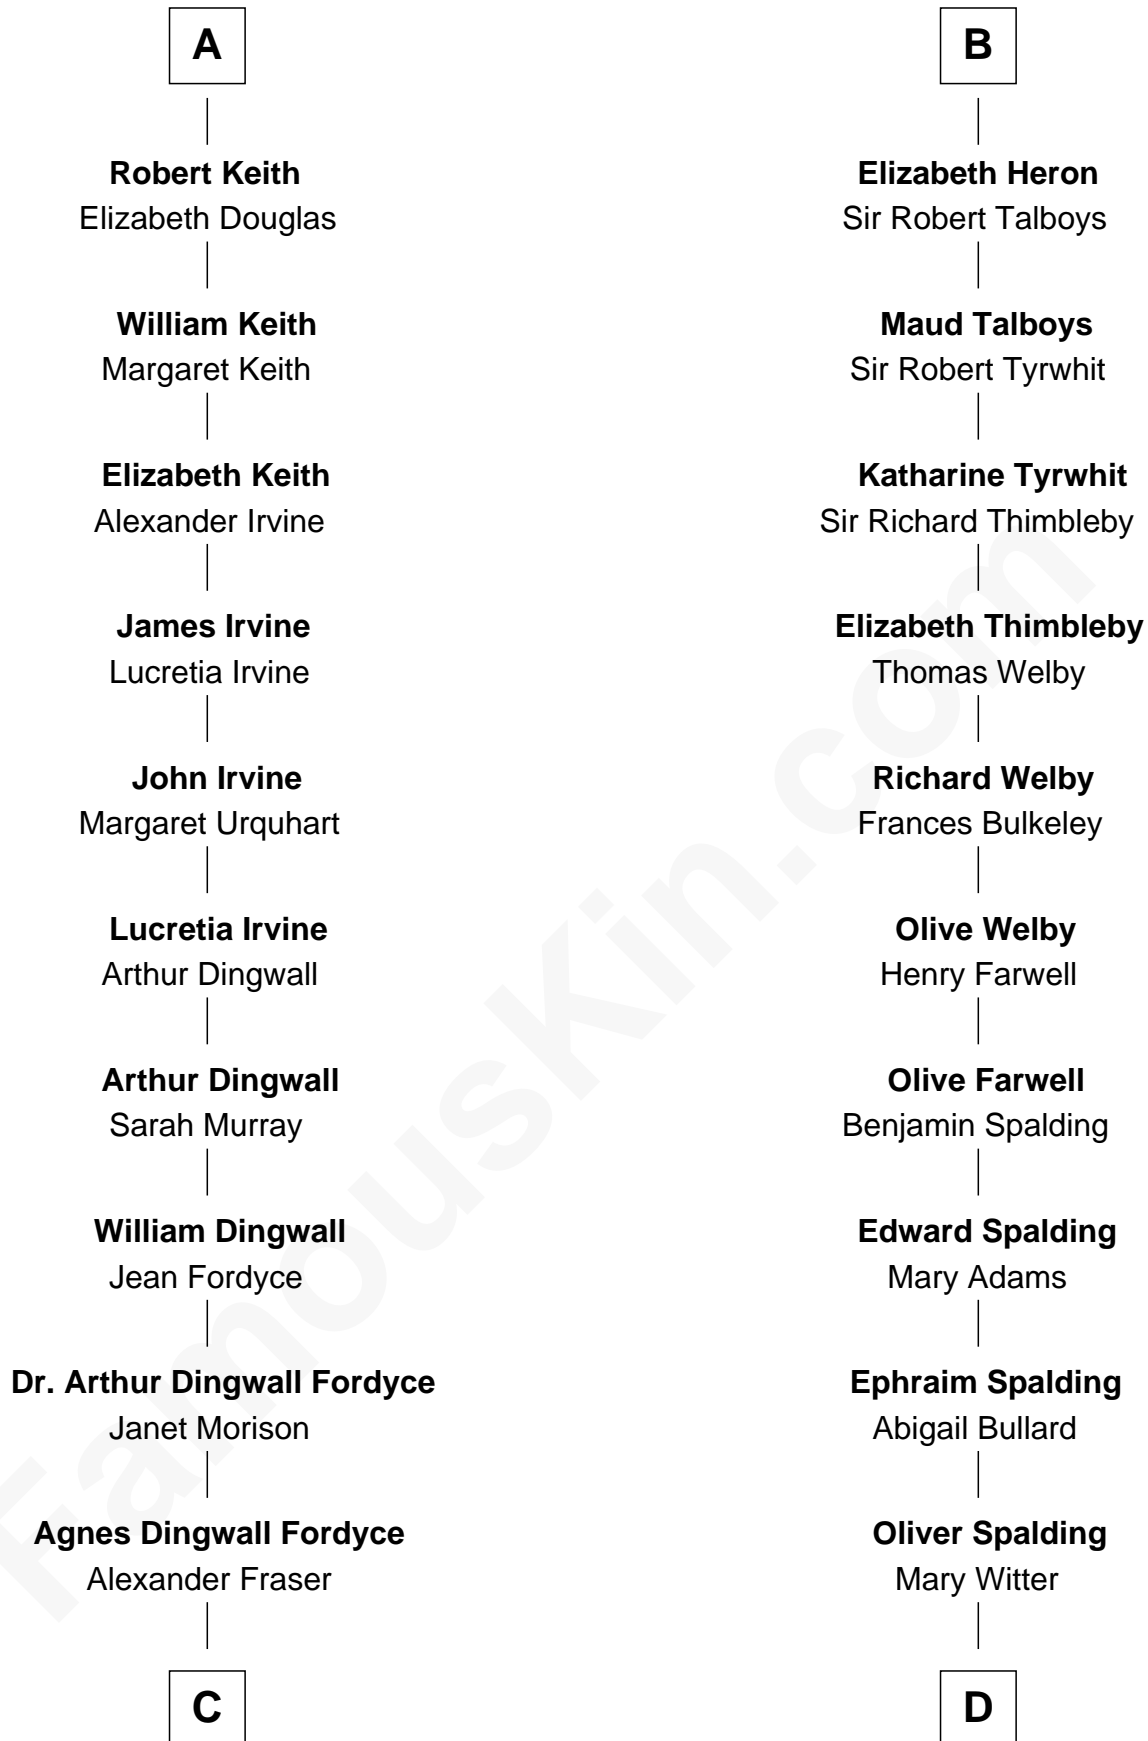 A
Robert Keith
Elizabeth Douglas
William Keith
Margaret Keith
Elizabeth Keith
Alexander Irvine
James Irvine
Lucretia Irvine
John Irvine
Margaret Urquhart
Lucretia Irvine
Arthur Dingwall
Arthur Dingwall
Sarah Murray
William Dingwall
Jean Fordyce
Dr. Arthur Dingwall Fordyce
Janet Morison
Agnes Dingwall Fordyce
Alexander Fraser
C
B
Elizabeth Heron
Sir Robert Talboys
Maud Talboys
Sir Robert Tyrwhit
Katharine Tyrwhit
Sir Richard Thimbleby
Elizabeth Thimbleby
Thomas Welby
Richard Welby
Frances Bulkeley
Olive Welby
Henry Farwell
Olive Farwell
Benjamin Spalding
Edward Spalding
Mary Adams
Ephraim Spalding
Abigail Bullard
Oliver Spalding
Mary Witter
D
FamousKin.com